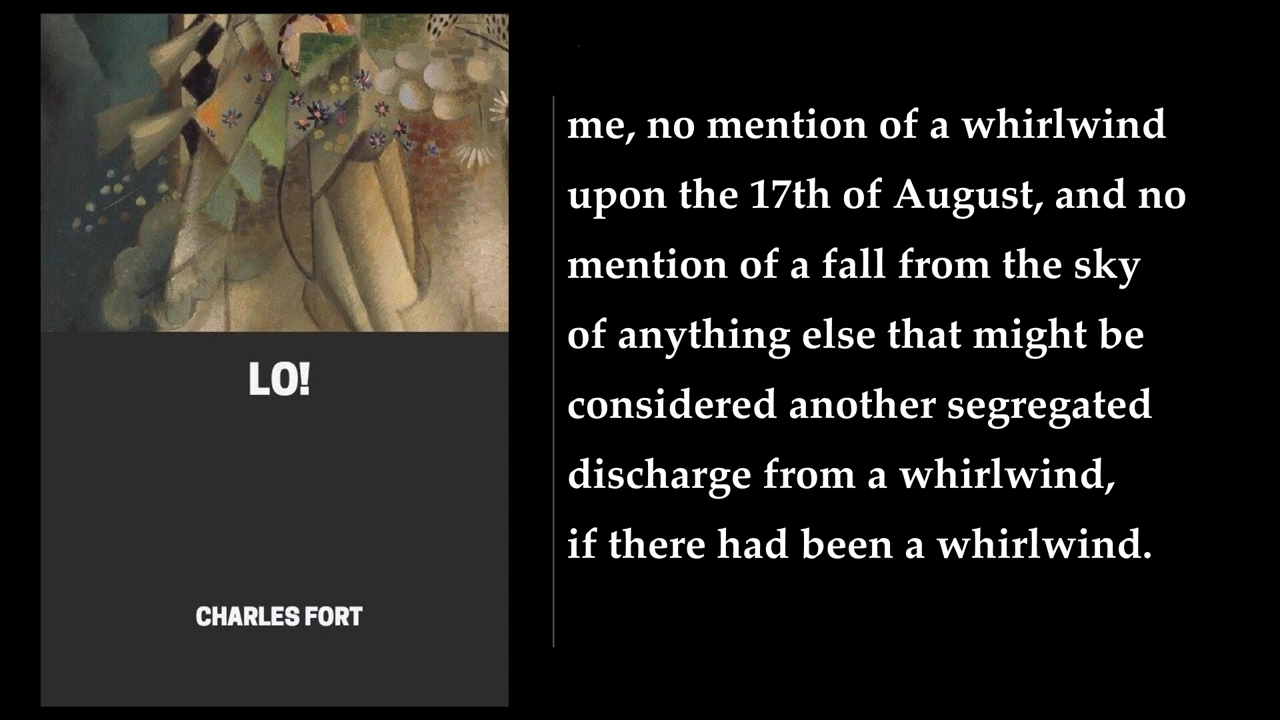 LO!
CHARLES FORT
me, no mention of a whirlwind
upon the 17th of August, and no
mention of a fall from the sky
of anything else that might be
considered another segregated
discharge from a whirlwind,
if there had been a whirlwind.